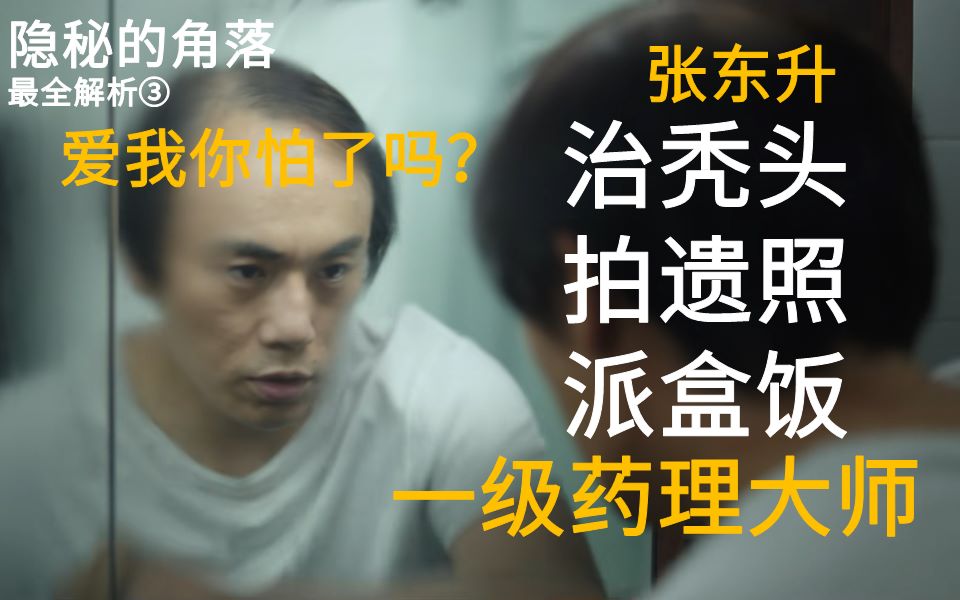 隐秘的角落
最全解析③
爱我你怕了吗？
张东升
治秃头
拍遗照
派盒饭
一级药理大师